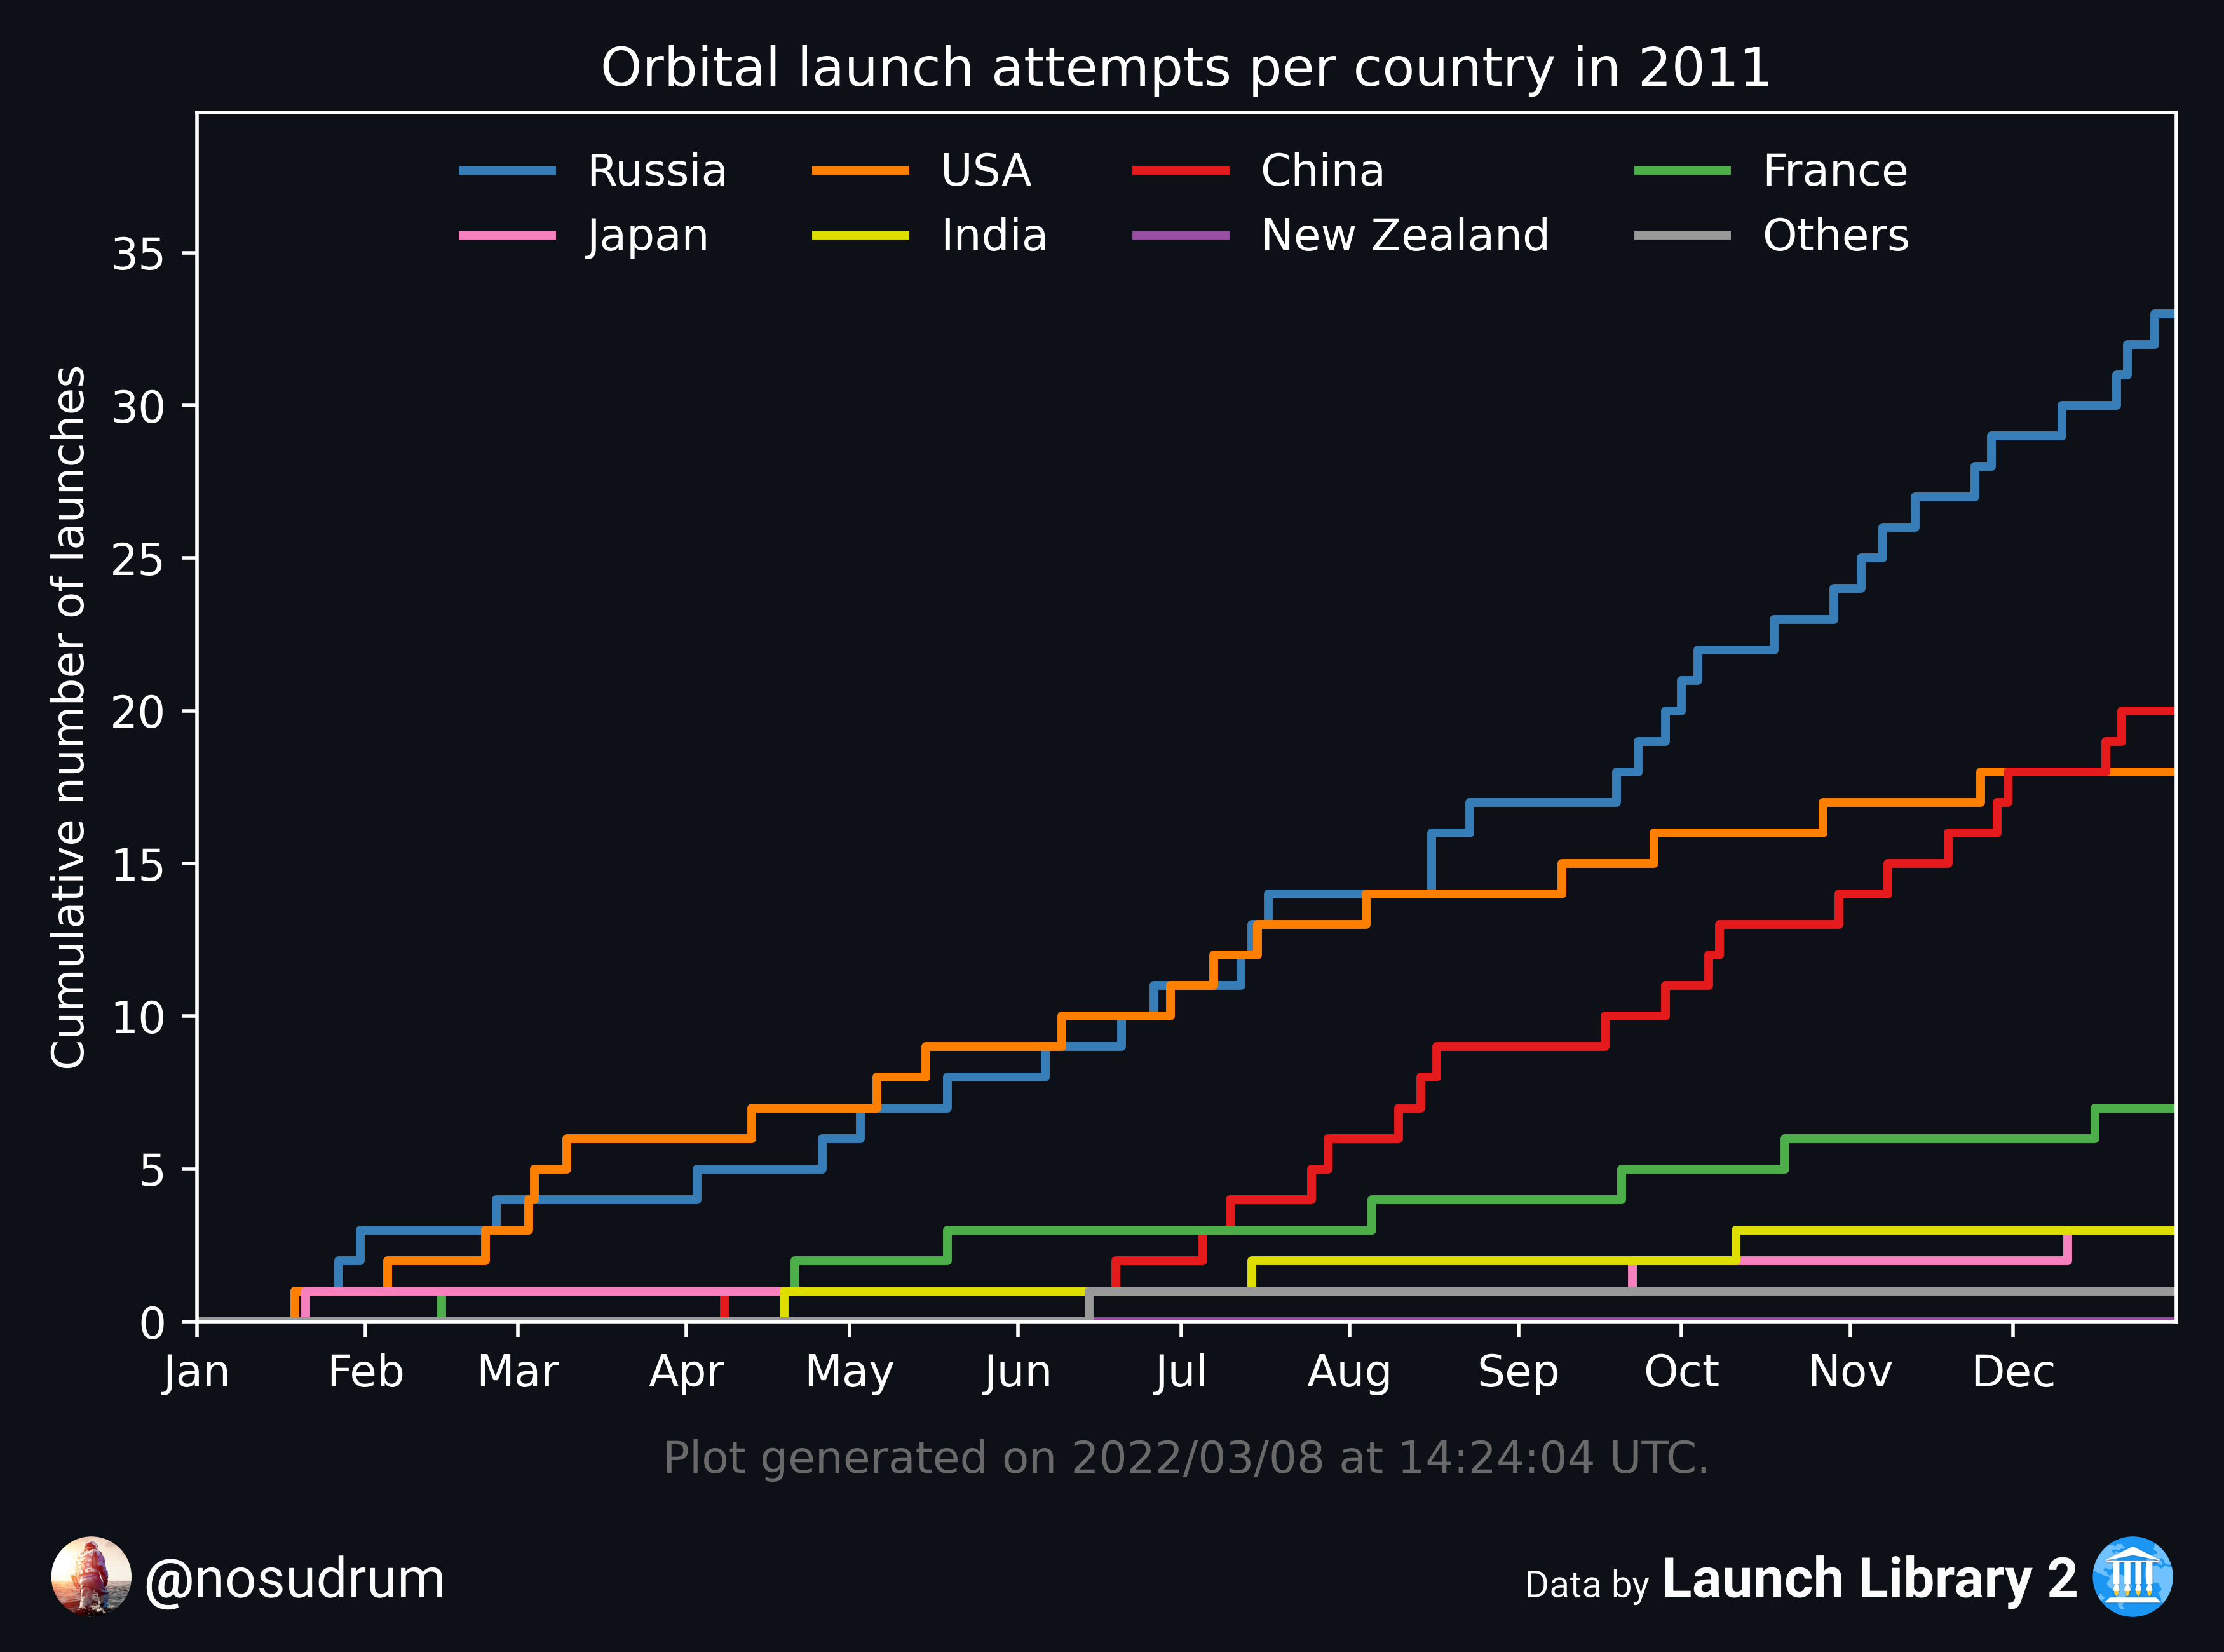 Orbital launch attempts per country in 2011
Russia USA China France
Japan India New Zealand Others
Cumulative number of launches
35
30
25
20
15
10
5
0
Jan Feb Mar Apr May Jun Jul Aug Sep Oct Nov Dec
Plot generated on 2022/03/08 at 14:24:04 UTC.
@nosudrum
Data by Launch Library 2